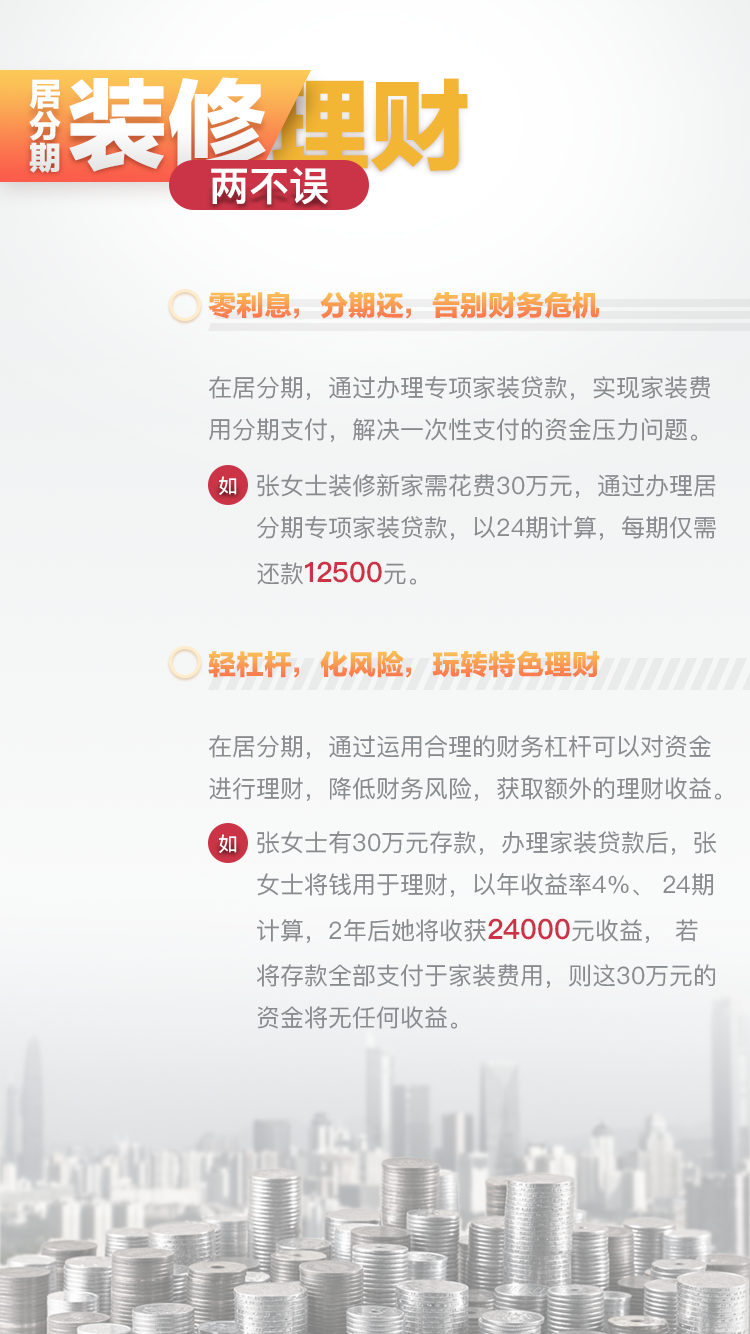 居分期
装修理财
两不误
零利息，分期还，告别财务危机
在居分期，通过办理专项家装贷款，实现家装费
用分期支付，解决一次性支付的资金压力问题。
如 张女士装修新家需花费30万元，通过办理居
分期专项家装贷款，以24期计算，每期仅需
还款12500元。
轻杠杆，化风险，玩转特色理财
在居分期，通过运用合理的财务杠杆可以对资金
进行理财，降低财务风险，获取额外的理财收益。
如 张女士有30万元存款，办理家装贷款后，张
女士将钱用于理财，以年收益率4%、 24期
计算，2年后她将收获24000元收益， 若
将存款全部支付于家装费用，则这30万元的
资金将无任何收益。